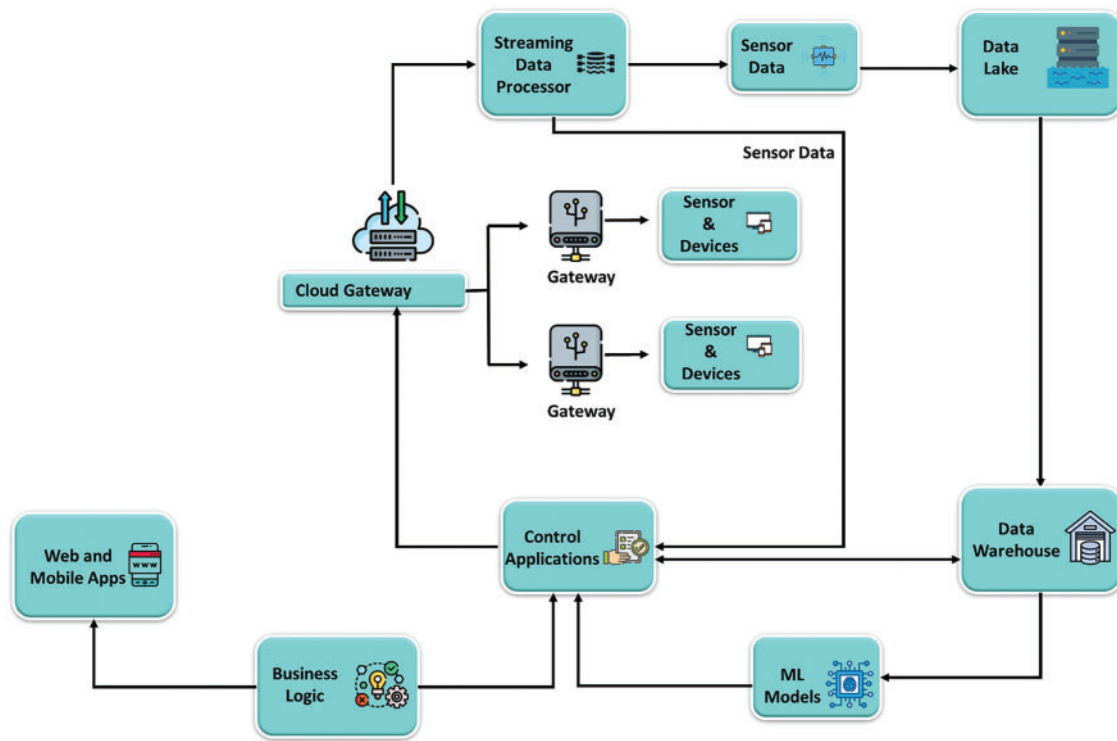 Streaming
Data
Processor
Sensor
Data
Data
Lake
Sensor Data
Sensor
&
Devices
Gateway
Cloud Gateway
Sensor
&
Devices
Gateway
Control
Applications
Data
Warehouse
Web and
Mobile Apps
WWW
Business
Logic
ML
Models